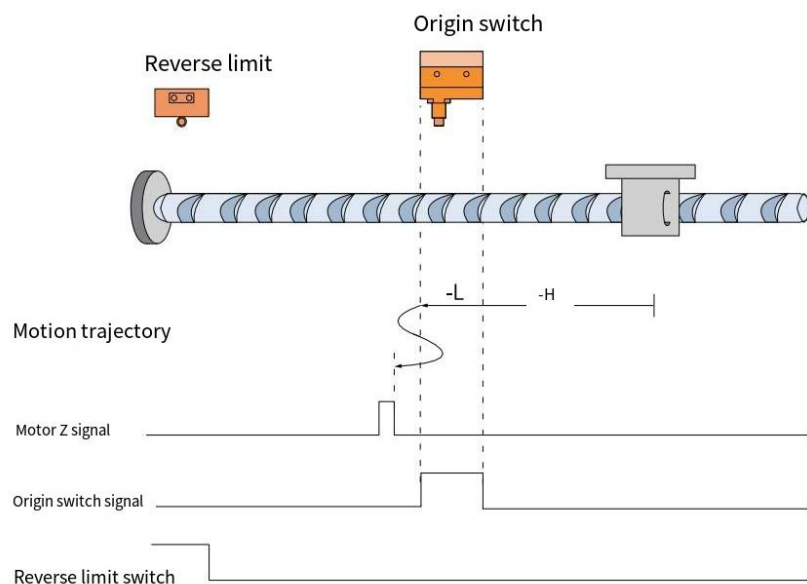 Origin switch
Reverse limit
-L
-H
Motion trajectory
Motor Z signal
Origin switch signal
Reverse limit switch